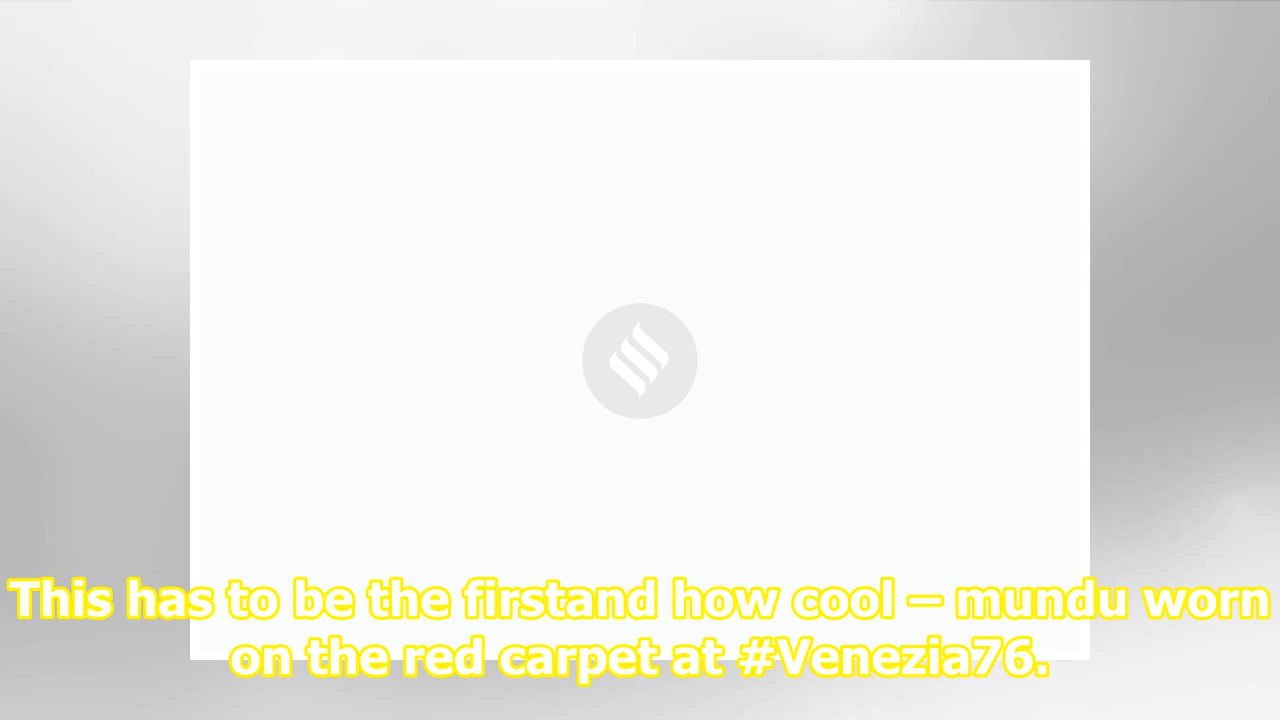 This has to be the firstand how cool – mundu worn
on the red carpet at #Venezia76.